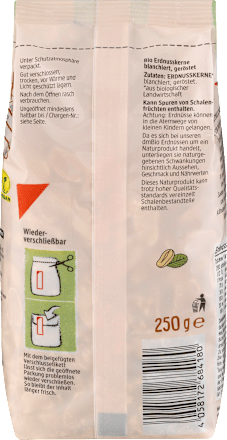 Unter Schutzatmosphäre
verpackt.
Gut verschlossen,
trocken, vor Wärme und
Licht geschützt lagern.
Nach dem Öffnen rasch
verbrauchen.
Ungeöffnet mindestens
haltbar bis / Chargen-Nr.:
siehe Seite.
Wieder-
verschließbar
Mit dem beigefügten
Verschlussetikett
lässt sich die geöffnete
Packung problemlos
wieder verschließen.
So bleibt der Inhalt
länger frisch.
Bio Erdnusskerne
blanchiert, geröstet
Zutaten: ERDNUSSKERNE*
blanchiert, geröstet.
*aus biologischer
Landwirtschaft
Kann Spuren von Schalen-
früchten enthalten.
Achtung: Erdnüsse können
in die Atemwege von
kleinen Kindern gelangen.
Da es sich bei unseren
dmBio Erdnüssen um ein
Naturprodukt handelt,
unterliegen sie naturge-
gebenen Schwankungen
hinsichtlich Aussehen,
Geschmack und Nährwerten
Dieses Naturprodukt kann
trotz hoher Qualitäts-
standards vereinzelt
Schalenbestandteile
enthalten.
250 g e
4 058172 684180